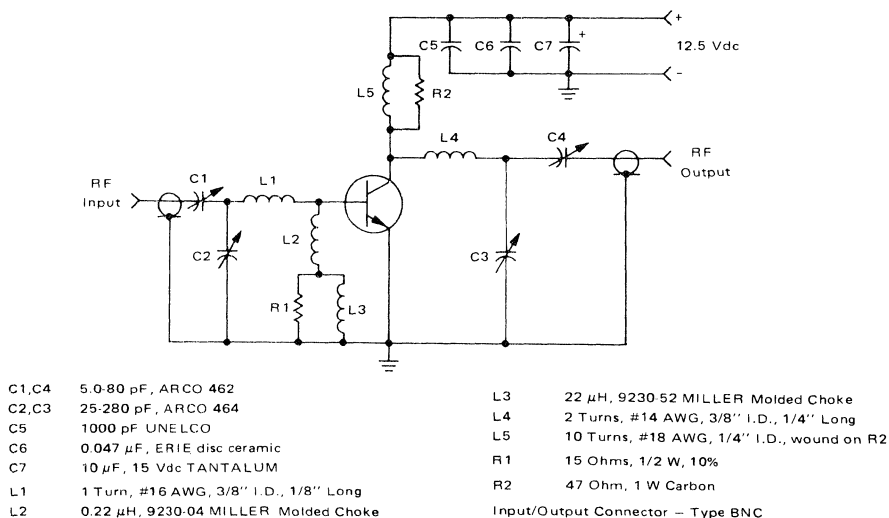 +
C5
C6
C7
+
12.5 Vdc
−
L5
R2
L4
C4
RF
Output
C1
L1
RF
Input
L2
C2
C3
R1
L3
C1,C4 5.0-80 pF, ARCO 462
C2,C3 25-280 pF, ARCO 464
C5 1000 pF UNELCO
C6 0.047 μF, ERIE disc ceramic
C7 10 μF, 15 Vdc TANTALUM
L1 1 Turn, #16 AWG, 3/8'' I.D., 1/8'' Long
L2 0.22 μH, 9230-04 MILLER Molded Choke
L3 22 μH, 9230-52 MILLER Molded Choke
L4 2 Turns, #14 AWG, 3/8'' I.D., 1/4'' Long
L5 10 Turns, #18 AWG, 1/4'' I.D., wound on R2
R1 15 Ohms, 1/2 W, 10%
R2 47 Ohm, 1 W Carbon
Input/Output Connector – Type BNC